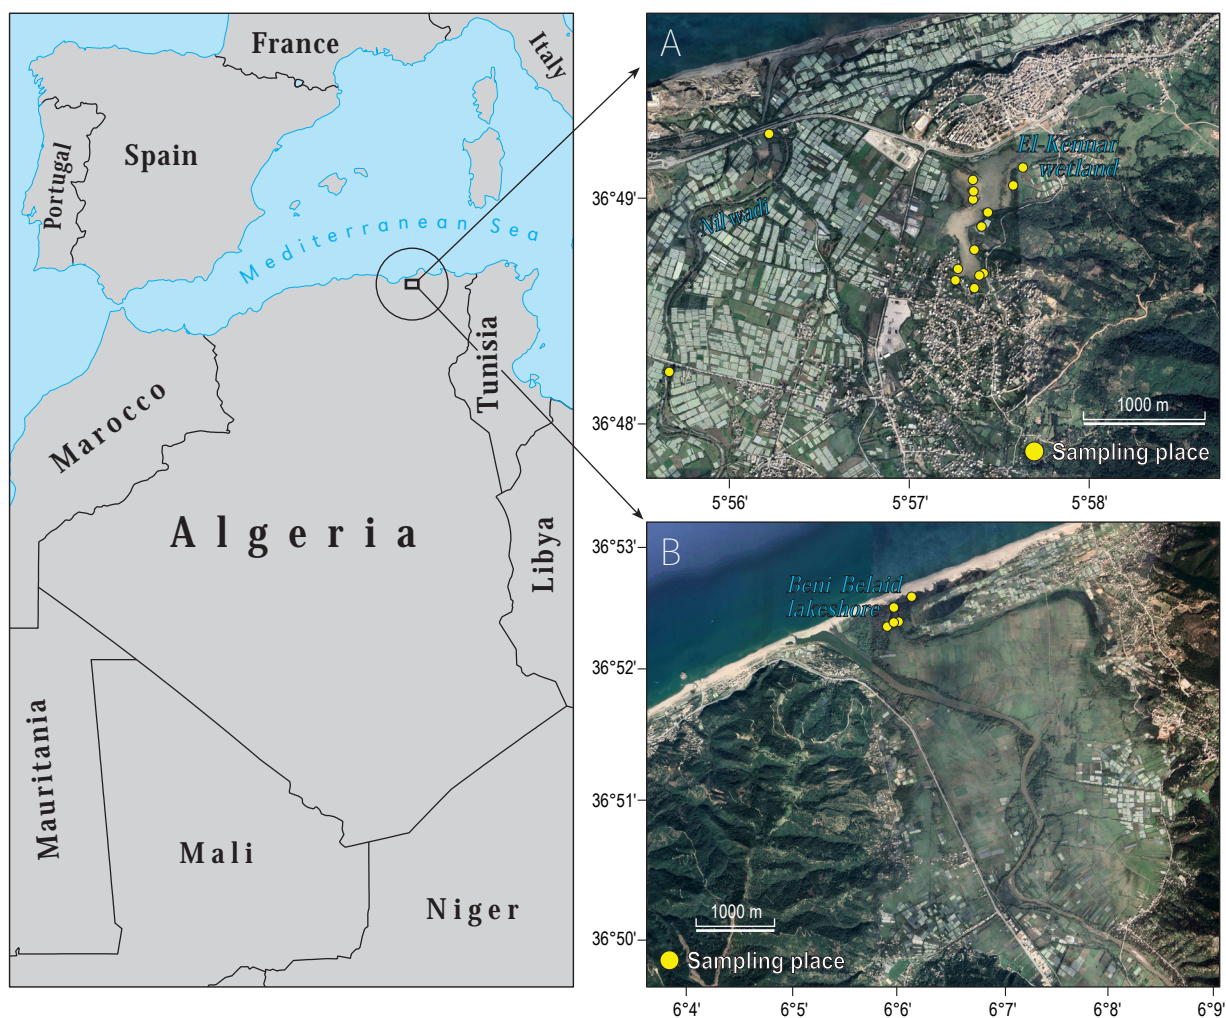 France
Italy
Spain
Portugal
Mediterranean Sea
Tunisia
Marocco
Algeria
Libya
Mauritania
Mali
Niger
A
El-Kennar
wetland
Nil wadi
1000 m
Sampling place
36°49'
36°48'
5°56'
5°57'
5°58'
B
Beni Belaid
lakeshore
1000 m
Sampling place
36°53'
36°52'
36°51'
36°50'
6°4'
6°5'
6°6'
6°7'
6°8'
6°9'